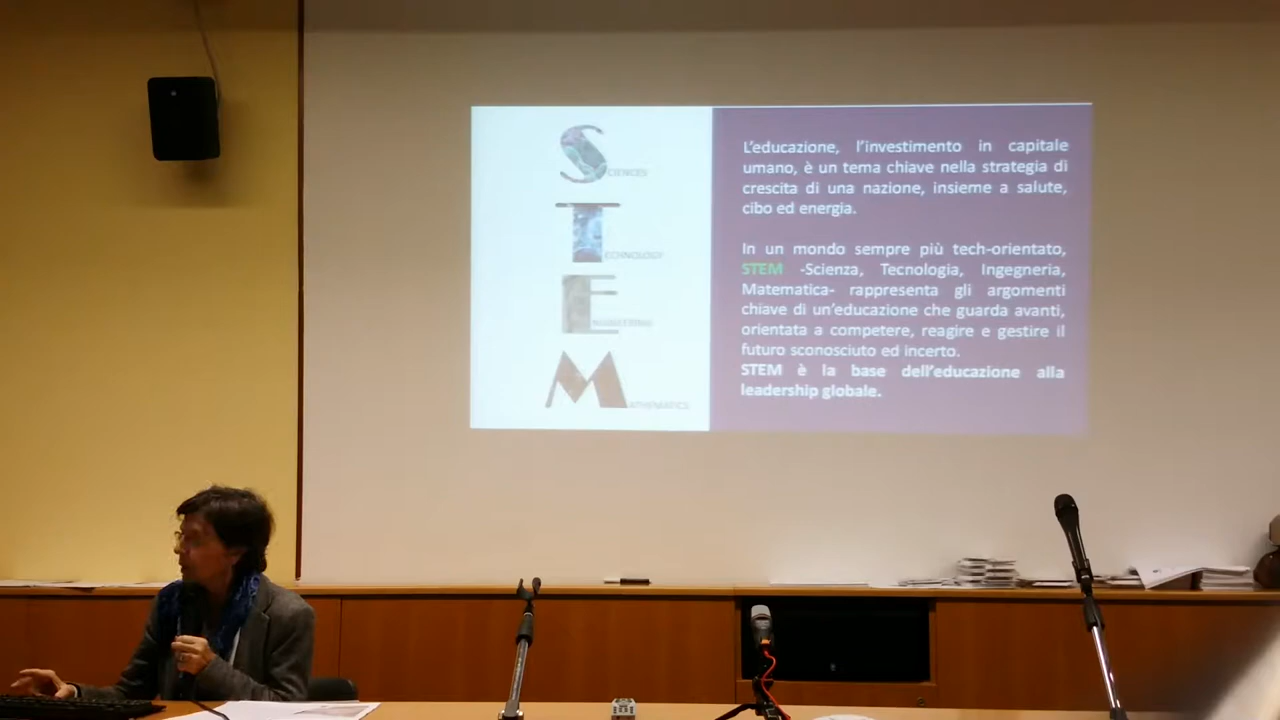 SCIENCES
TECHNOLOGY
ENGINEERING
MATHEMATICS
L'educazione, l'investimento in capitale
umano, è un tema chiave nella strategia di
crescita di una nazione, insieme a salute,
cibo ed energia.
In un mondo sempre più tech-orientato,
STEM -Scienza, Tecnologia, Ingegneria,
Matematica- rappresenta gli argomenti
chiave di un'educazione che guarda avanti,
orientata a competere, reagire e gestire il
futuro sconosciuto ed incerto.
STEM è la base dell'educazione alla
leadership globale.